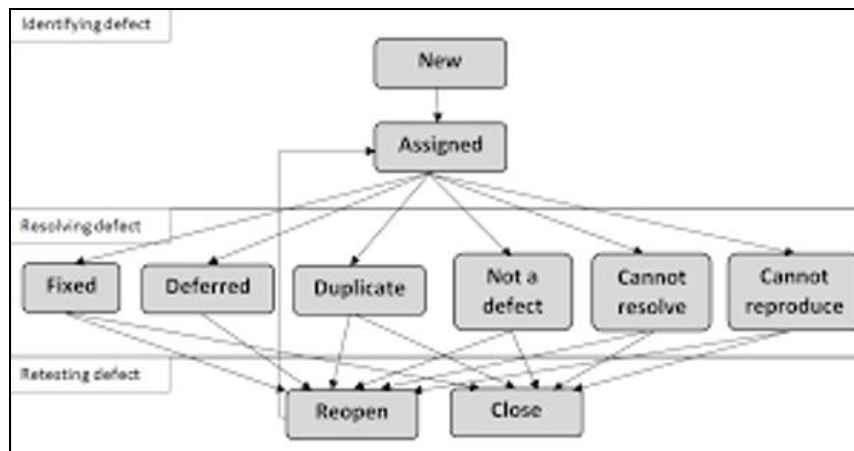 Identifying defect
New
Assigned
Resolving defect
Fixed
Deferred
Duplicate
Not a
defect
Cannot
resolve
Cannot
reproduce
Retesting defect
Reopen
Close